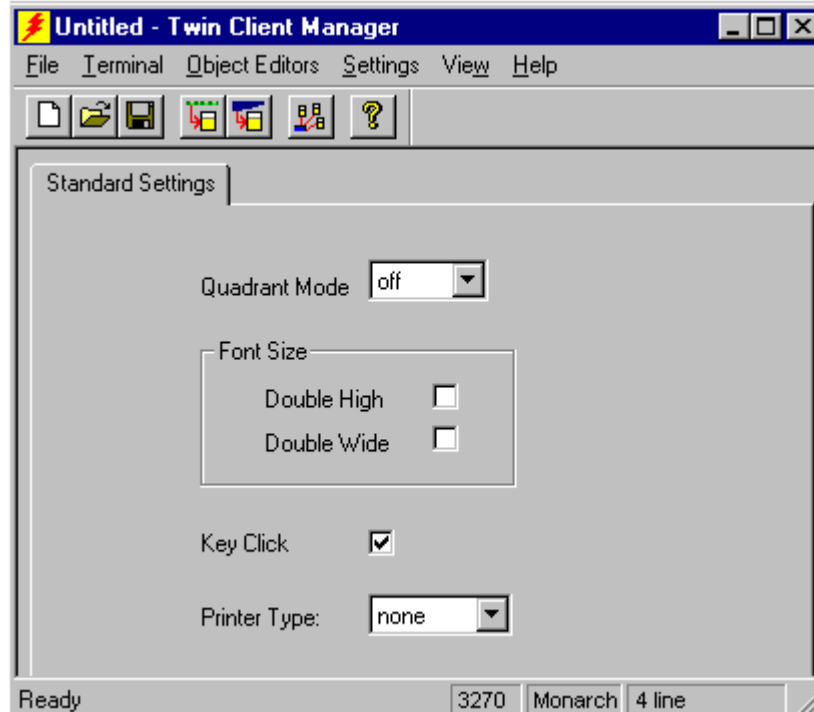 Untitled - Twin Client Manager
File Terminal Object Editors Settings View Help
Standard Settings
Quadrant Mode off
Font Size
Double High
Double Wide
Key Click
Printer Type: none
Ready 3270 Monarch 4 line